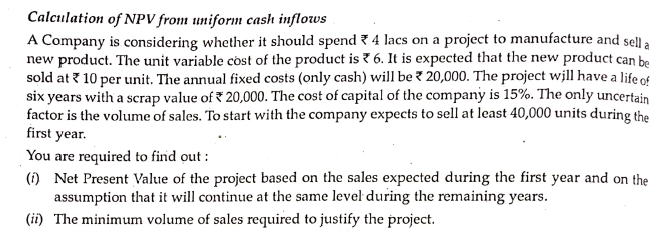 Calculation of NPV from uniform cash inflows
A Company is considering whether it should spend ₹ 4 lacs on a project to manufacture and sell a
new product. The unit variable cost of the product is ₹ 6. It is expected that the new product can be
sold at ₹ 10 per unit. The annual fixed costs (only cash) will be ₹ 20,000. The project will have a life of
six years with a scrap value of ₹ 20,000. The cost of capital of the company is 15%. The only uncertain
factor is the volume of sales. To start with the company expects to sell at least 40,000 units during the
first year.
You are required to find out :
(i) Net Present Value of the project based on the sales expected during the first year and on the
assumption that it will continue at the same level during the remaining years.
(ii) The minimum volume of sales required to justify the project.